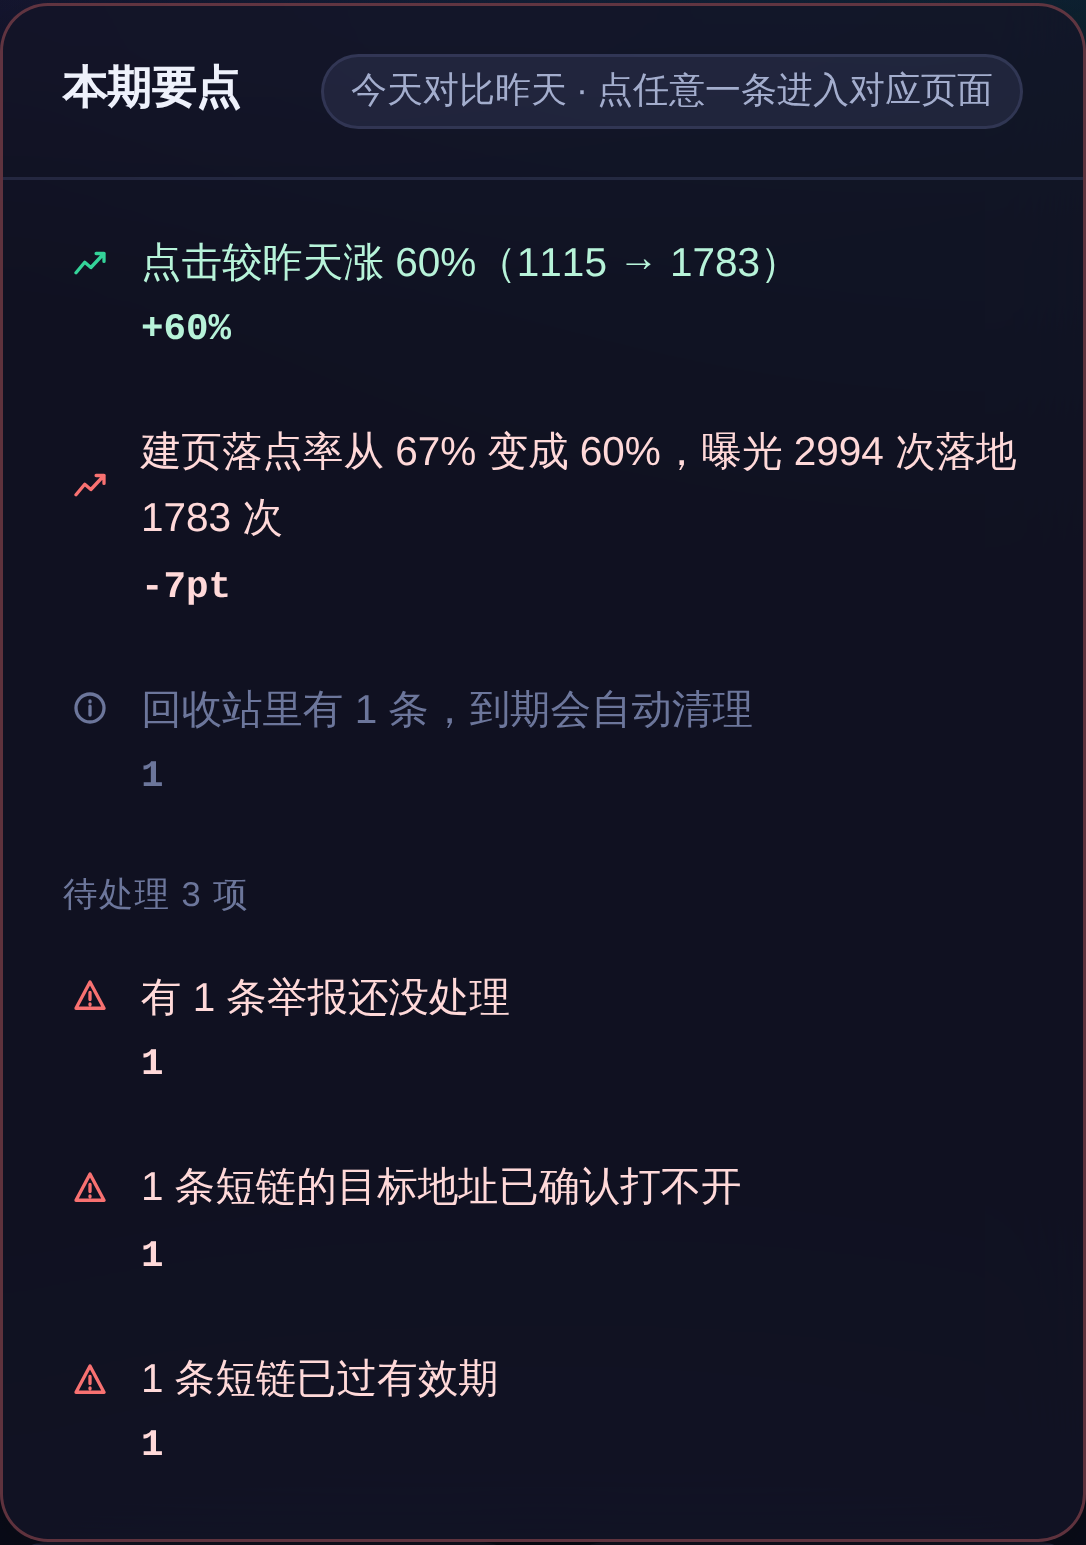 本期要点
今天对比昨天 · 点任意一条进入对应页面
点击较昨天涨 60%（1115 → 1783）
+60%
建页落点率从 67% 变成 60%，曝光 2994 次落地
1783 次
-7pt
回收站里有 1 条，到期会自动清理
1
待处理 3 项
有 1 条举报还没处理
1
1 条短链的目标地址已确认打不开
1
1 条短链已过有效期
1